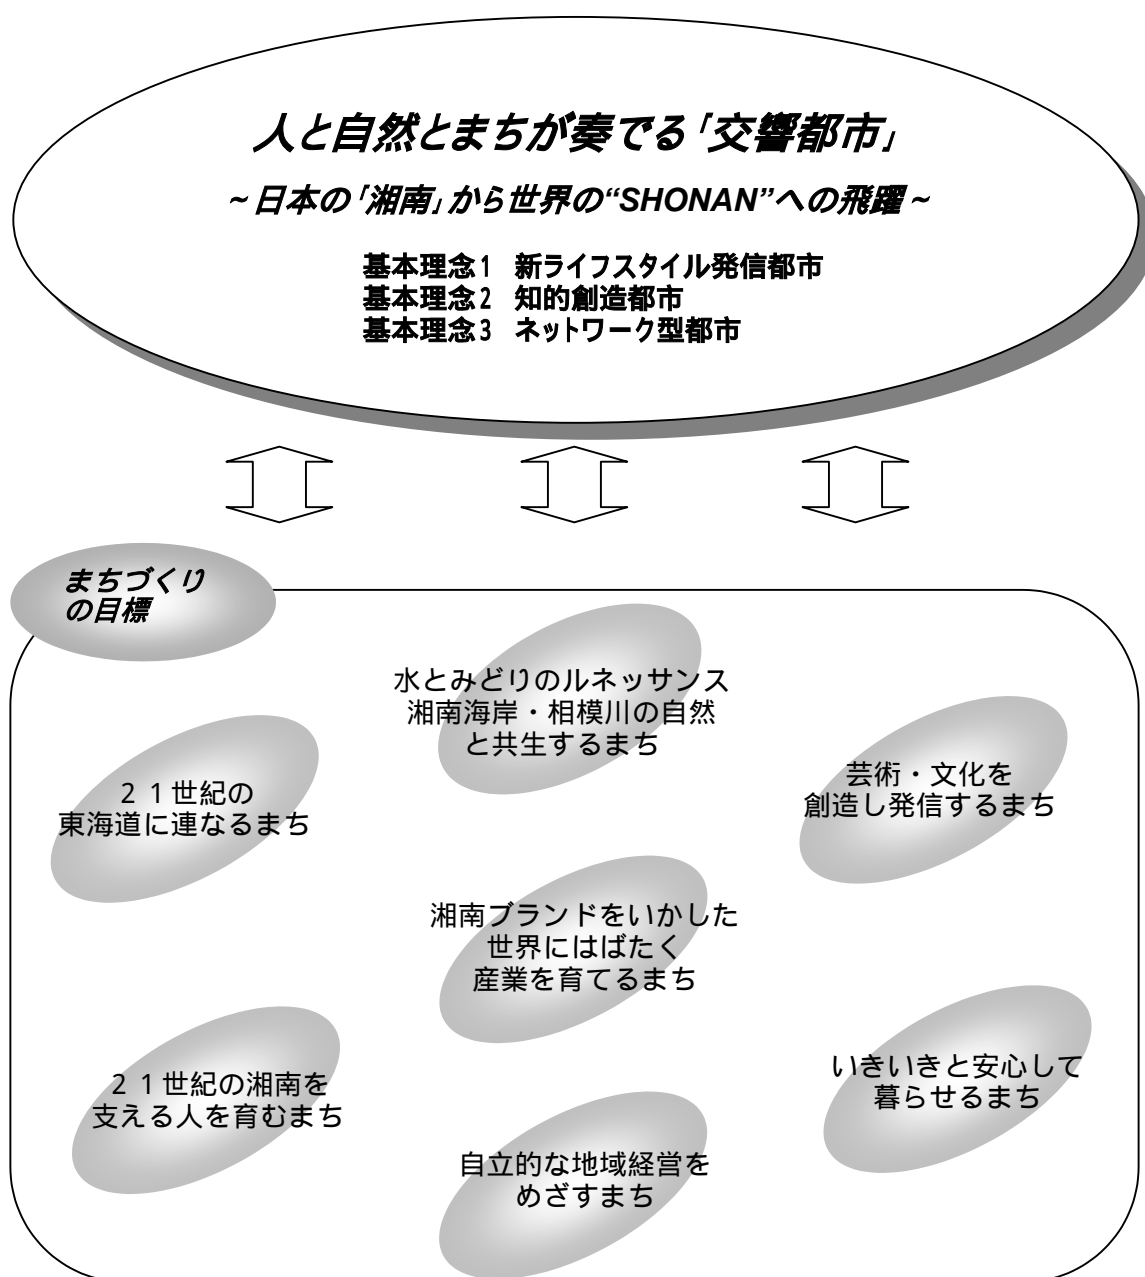 人と自然とまちが奏でる「交響都市」
~日本の「湘南」から世界の“SHONAN”への飛躍~
基本理念1 新ライフスタイル発信都市
基本理念2 知的創造都市
基本理念3 ネットワーク型都市
まちづくり
の目標
水とみどりのルネッサンス
湘南海岸・相模川の自然
と共生するまち
21世紀の
東海道に連なるまち
芸術・文化を
創造し発信するまち
湘南ブランドをいかした
世界にはばたく
産業を育てるまち
21世紀の湘南を
支える人を育むまち
いきいきと安心して
暮らせるまち
自立的な地域経営を
めざすまち